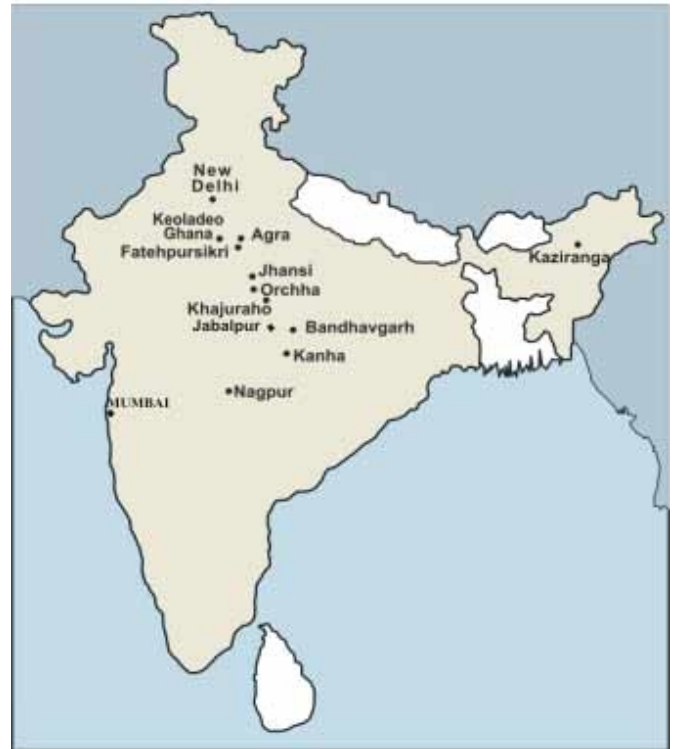 New
Delhi
Keoladeo
Ghana
Agra
Fatehpursikri
Jhansi
Orchha
Khajuraho
Jabalpur
Bandhavgarh
Kanha
Nagpur
MUMBAI
Kaziranga